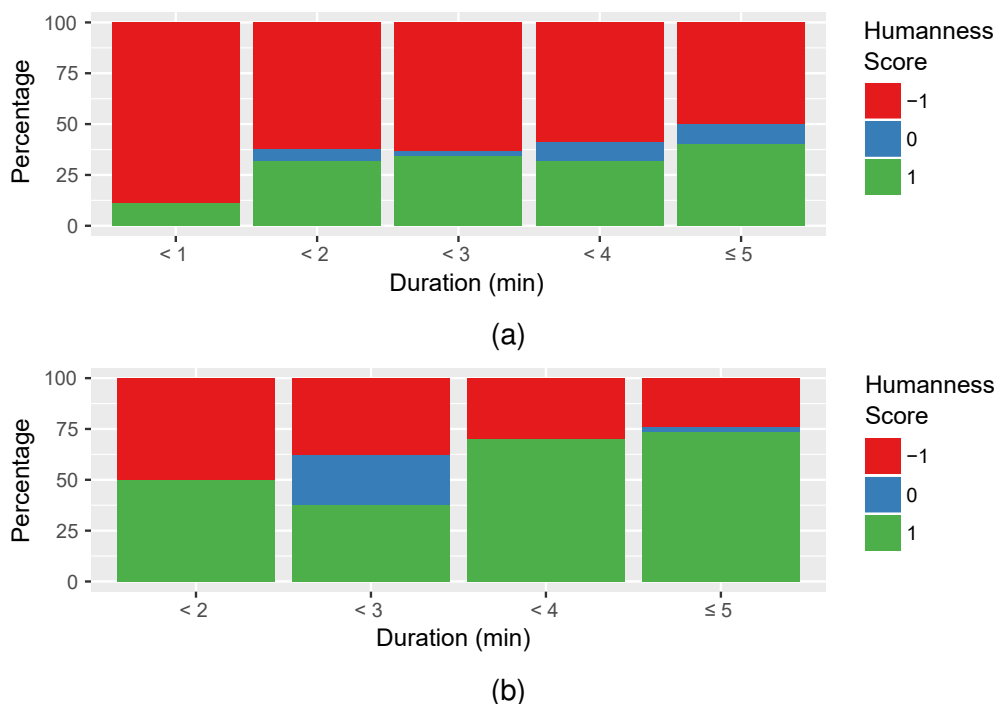 100
75
50
25
0
Percentage
< 1
< 2
< 3
< 4
≤ 5
Duration (min)
Humanness
Score
−1
0
1
(a)
100
75
50
25
0
Percentage
< 2
< 3
< 4
≤ 5
Duration (min)
Humanness
Score
−1
0
1
(b)